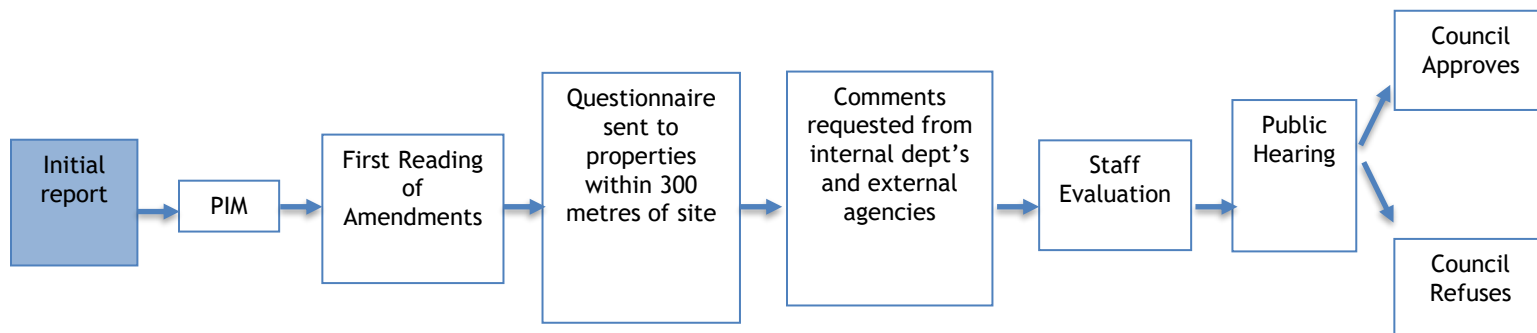 Initial
report
PIM
First Reading
of
Amendments
Questionnaire
sent to
properties
within 300
metres of site
Comments
requested from
internal dept’s
and external
agencies
Staff
Evaluation
Public
Hearing
Council
Approves
Council
Refuses